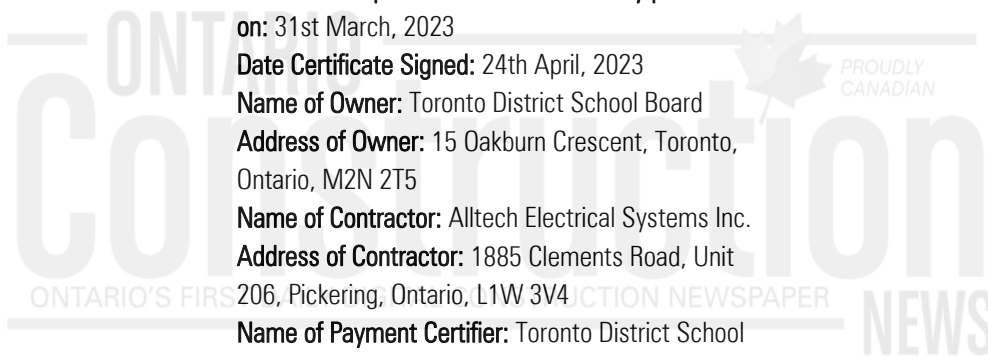 on: 31st March, 2023
Date Certificate Signed: 24th April, 2023
Name of Owner: Toronto District School Board
Address of Owner: 15 Oakburn Crescent, Toronto,
Ontario, M2N 2T5
Name of Contractor: Alltech Electrical Systems Inc.
Address of Contractor: 1885 Clements Road, Unit
206, Pickering, Ontario, L1W 3V4
Name of Payment Certifier: Toronto District School
ONTARIO
Construction
NEWS
PROUDLY
CANADIAN
ONTARIO'S FIRS
CTION NEWSPAPER